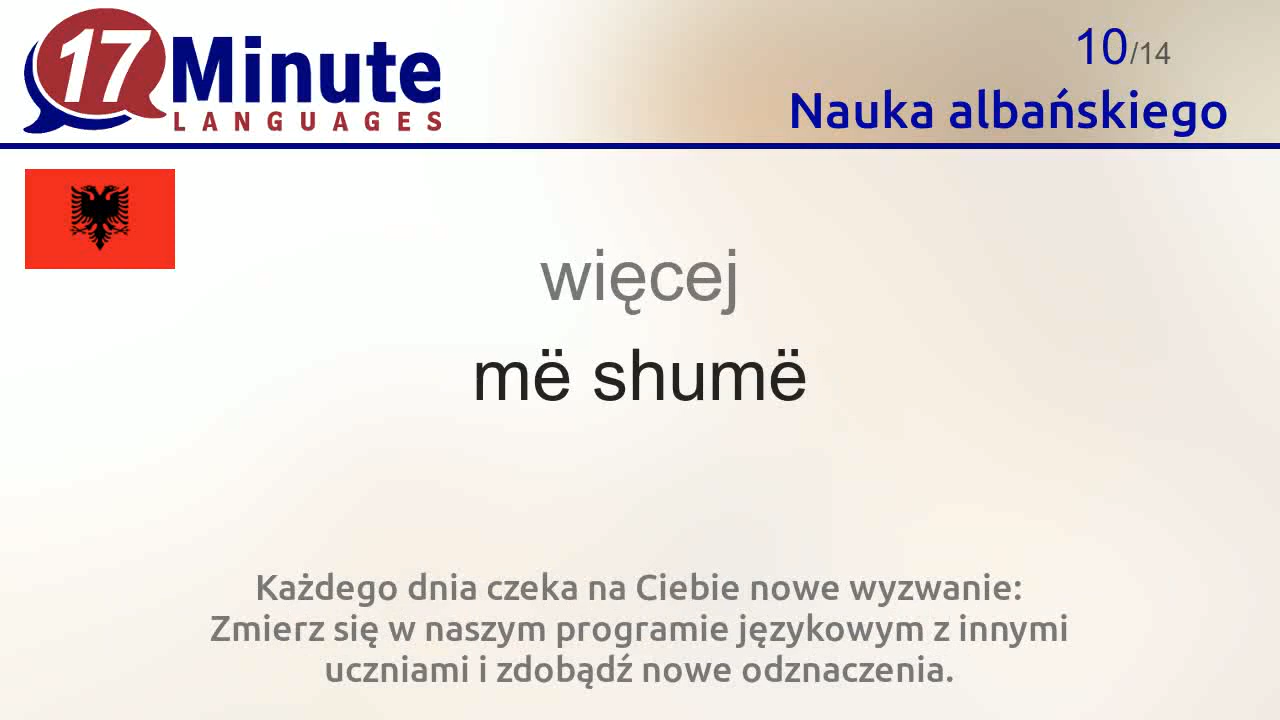 17 Minute
LANGUAGES
10/14
Nauka albańskiego
więcej
më shumë
Każdego dnia czeka na Ciebie nowe wyzwanie:
Zmierz się w naszym programie językowym z innymi
uczniami i zdobądź nowe odznaczenia.